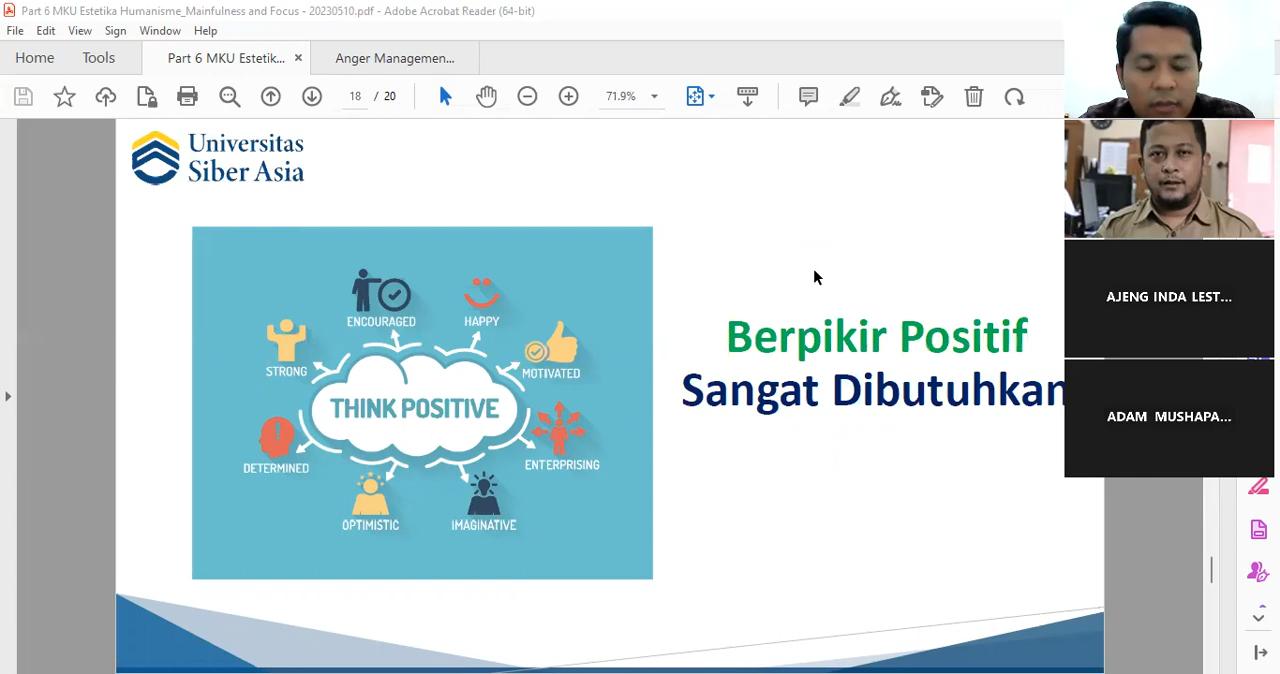 Part 6 MKU Estetika Humanisme_Mainfulness and Focus - 20230510.pdf - Adobe Acrobat Reader (64-bit)
File Edit View Sign Window Help
Home Tools Part 6 MKU Estetik... × Anger Managemen...
18 / 20 71.9%
Universitas
Siber Asia
ENCOURAGED
HAPPY
STRONG
MOTIVATED
THINK POSITIVE
DETERMINED
ENTERPRISING
OPTIMISTIC
IMAGINATIVE
Berpikir Positif
Sangat Dibutuhkan
AJENG INDA LEST...
ADAM MUSHAPA...